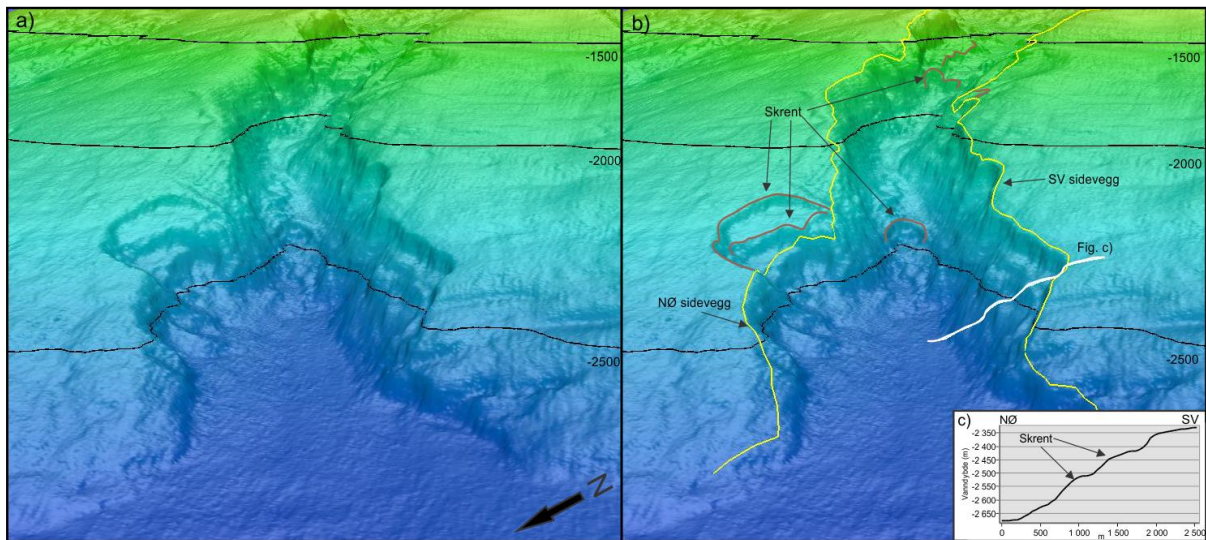 a)
-1500
-2000
-2500
N
b)
-1500
Skrent
-2000
SV sidevegg
Fig. c)
NØ sidevegg
-2500
c)
NØ
SV
Skrent
Vanndybde (m)
-2 350
-2 400
-2 450
-2 500
-2 550
-2 600
-2 650
0
500
1 000
1 500
2 000
2 500
m